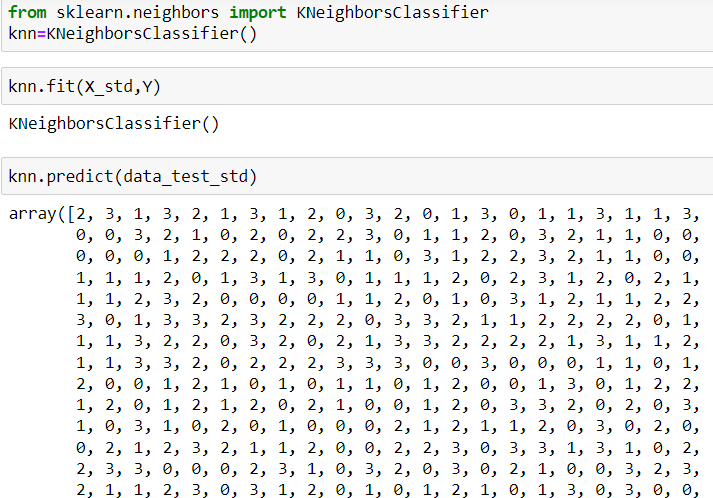 from sklearn.neighbors import KNeighborsClassifier
knn=KNeighborsClassifier()
knn.fit(X_std,Y)
KNeighborsClassifier()
knn.predict(data_test_std)
array([2, 3, 1, 3, 2, 1, 3, 1, 2, 0, 3, 2, 0, 1, 3, 0, 1, 1, 3, 1, 1, 3,
0, 0, 3, 2, 1, 0, 2, 0, 2, 2, 3, 0, 1, 1, 2, 0, 3, 2, 1, 1, 0, 0,
0, 0, 0, 1, 2, 2, 2, 0, 2, 1, 1, 0, 3, 1, 2, 2, 3, 2, 1, 1, 0, 0,
1, 1, 1, 2, 0, 1, 3, 1, 3, 0, 1, 1, 1, 2, 0, 2, 3, 1, 2, 0, 2, 1,
1, 1, 2, 3, 2, 0, 0, 0, 0, 1, 1, 2, 0, 1, 0, 3, 1, 2, 1, 1, 2, 2,
3, 0, 1, 3, 3, 2, 3, 2, 2, 2, 0, 3, 3, 2, 1, 1, 2, 2, 2, 2, 0, 1,
1, 1, 3, 2, 2, 0, 3, 2, 0, 2, 1, 3, 3, 2, 2, 2, 2, 1, 3, 1, 1, 2,
1, 1, 3, 3, 2, 0, 2, 2, 2, 3, 3, 3, 0, 0, 3, 0, 0, 0, 1, 1, 0, 1,
2, 0, 0, 1, 2, 1, 0, 1, 0, 1, 1, 0, 1, 2, 0, 0, 1, 3, 0, 1, 2, 2,
1, 2, 0, 1, 2, 1, 2, 0, 2, 1, 0, 0, 1, 2, 0, 3, 3, 2, 0, 2, 0, 3,
1, 0, 3, 1, 0, 2, 0, 1, 0, 0, 0, 2, 1, 2, 1, 1, 2, 0, 3, 0, 2, 0,
0, 2, 1, 2, 3, 2, 1, 1, 2, 0, 0, 2, 2, 3, 0, 3, 3, 1, 3, 1, 0, 2,
2, 3, 3, 0, 0, 0, 2, 3, 1, 0, 3, 2, 0, 3, 0, 2, 1, 0, 0, 3, 2, 3,
2, 1, 1, 2, 3, 0, 3, 1, 2, 0, 1, 0, 1, 2, 1, 0, 1, 3, 0, 3, 0, 0,